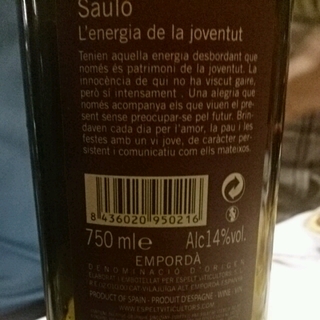 Sauló
L'energia de la joventut
Tenien aquella energia desbordant que
només és patrimoni de la joventut. La
innocència de qui no ha viscut gaire,
però sí intensament . Una alegria que
només acompanya els que viuen el pre-
sent sense preocupar-se pel futur. Brin-
daven cada dia per l'amor, la pau i les
festes amb un vi jove, de caràcter per-
sistent i comunicatiu com ells mateixos.
8 436020 950216
750 ml e Alc14%vol.
EMPORDÀ
DENOMINACIÓ D'ORIGEN
PRODUCT OF SPAIN - PRODUIT D'ESPAGNE
WWW.ESPELTVITICULTORS